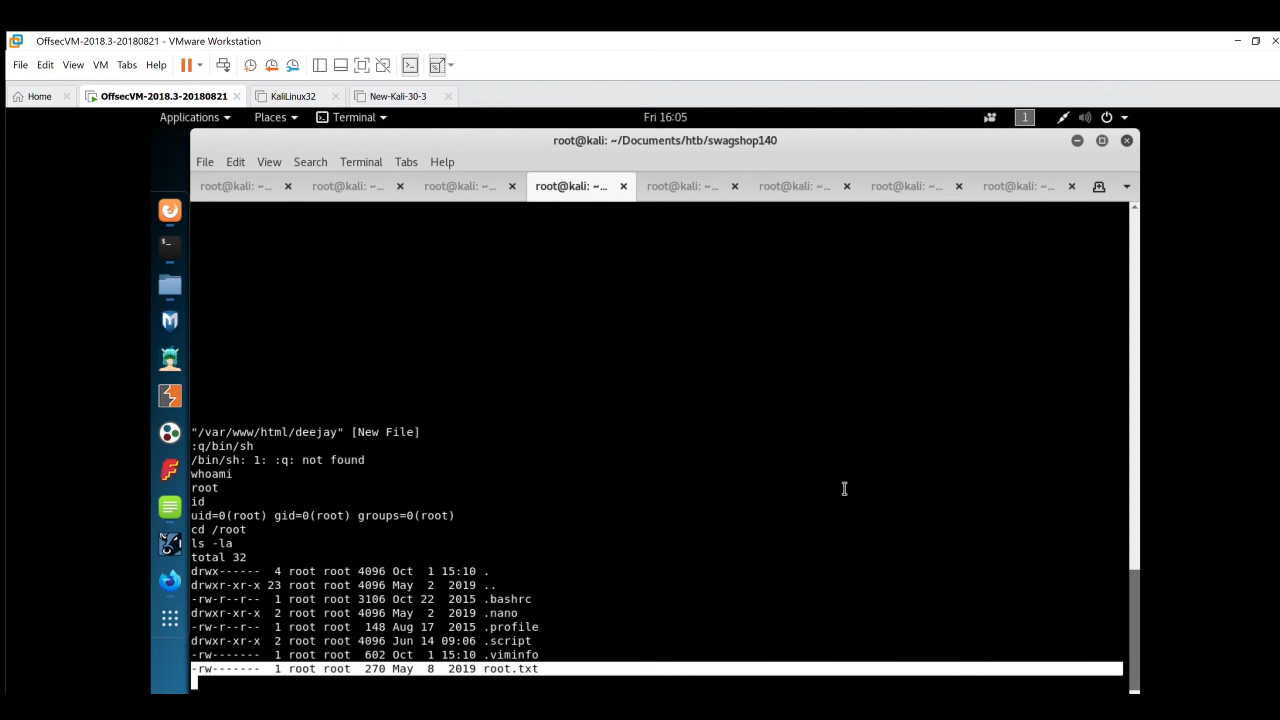 OffsecVM-2018.3-20180821 - VMware Workstation
File Edit View VM Tabs Help
Home OffsecVM-2018.3-20180821 KaliLinux32 New-Kali-30-3
Applications Places Terminal Fri 16:05 1
root@kali: ~/Documents/htb/swagshop140
File Edit View Search Terminal Tabs Help
root@kali: ~... root@kali: ~... root@kali: ~... root@kali: ~... root@kali: ~... root@kali: ~... root@kali: ~... root@kali: ~...
"/var/www/html/deejay" [New File]
:q/bin/sh
/bin/sh: 1: :q: not found
whoami
root
id
uid=0(root) gid=0(root) groups=0(root)
cd /root
ls -la
total 32
drwx------  4 root root 4096 Oct  1 15:10 .
drwxr-xr-x 23 root root 4096 May  2  2019 ..
-rw-r--r--  1 root root 3106 Oct 22  2015 .bashrc
drwxr-xr-x  2 root root 4096 May  2  2019 .nano
-rw-r--r--  1 root root  148 Aug 17  2015 .profile
drwxr-xr-x  2 root root 4096 Jun 14 09:06 .script
-rw-------  1 root root  602 Oct  1 15:10 .viminfo
-rw-------  1 root root  270 May  8  2019 root.txt